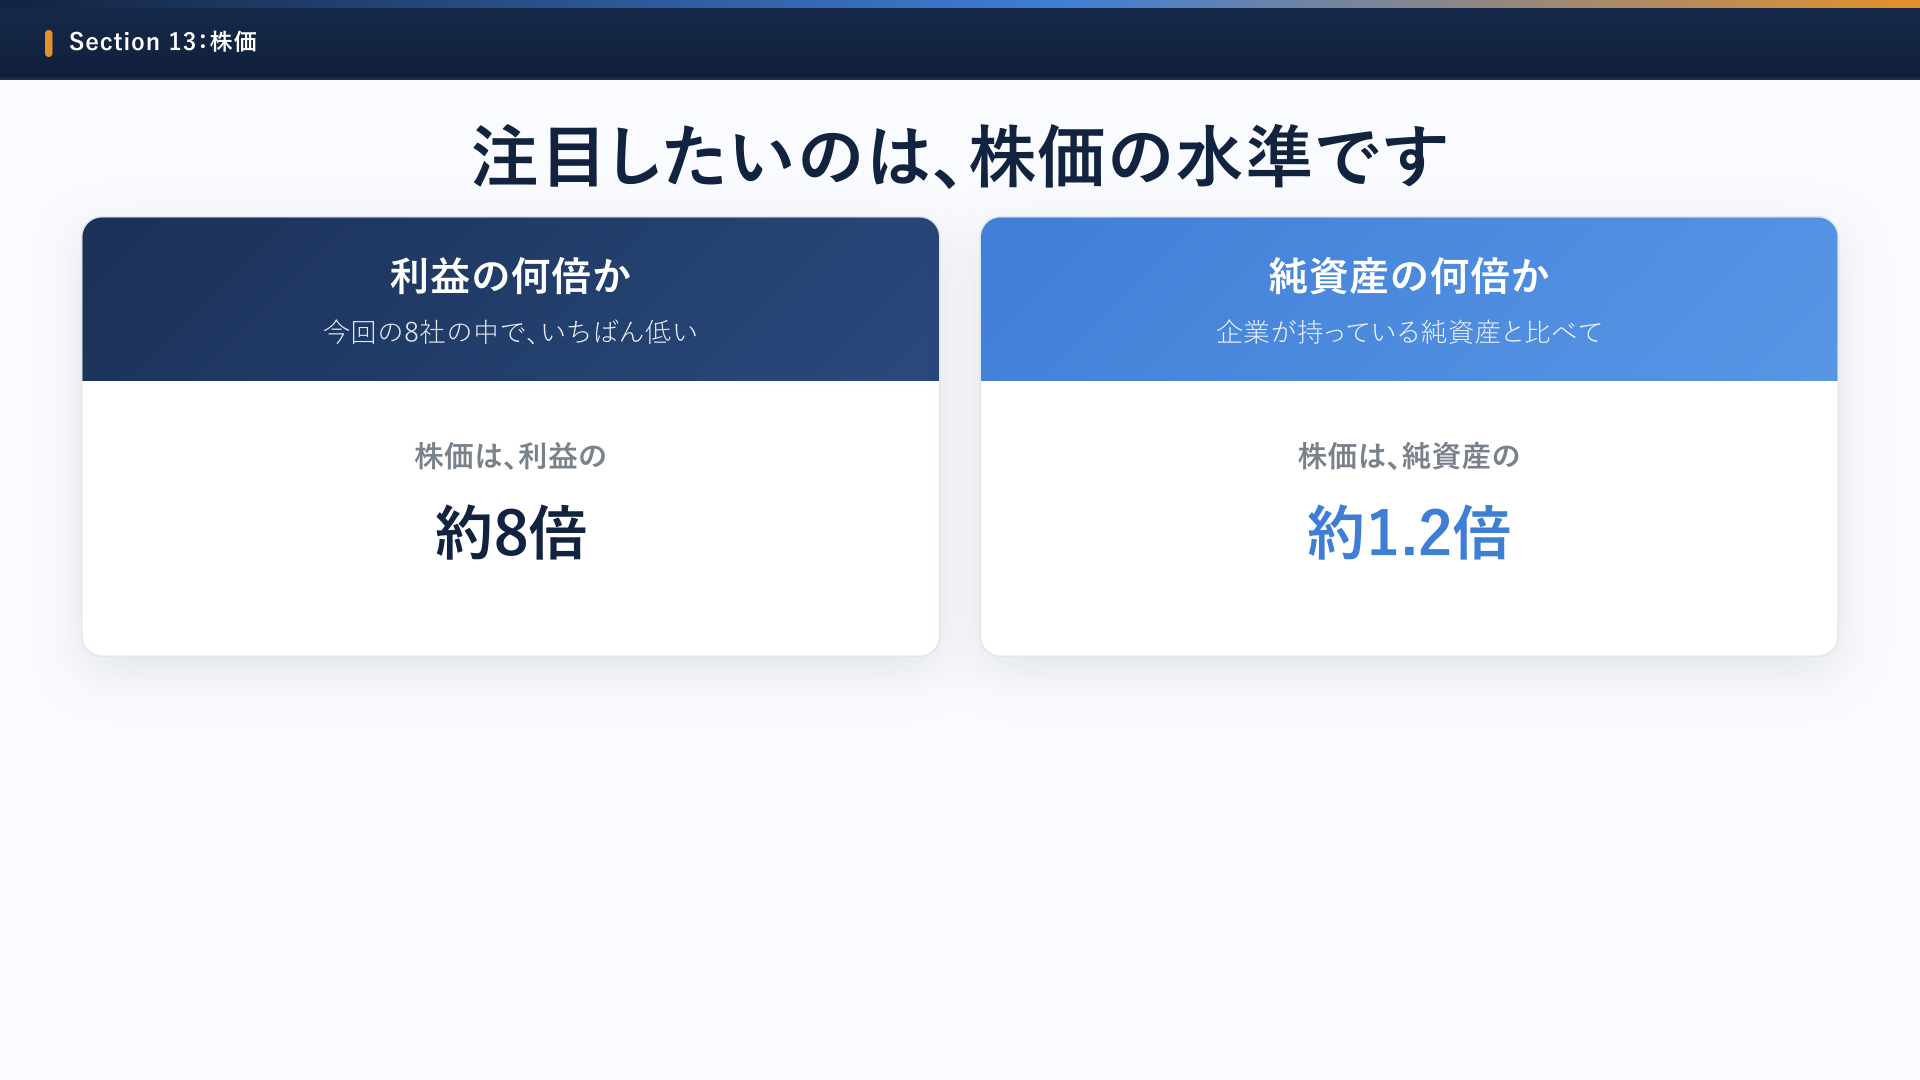 Section 13：株価
注目したいのは、株価の水準です
利益の何倍か
今回の8社の中で、いちばん低い
株価は、利益の
約8倍
純資産の何倍か
企業が持っている純資産と比べて
株価は、純資産の
約1.2倍